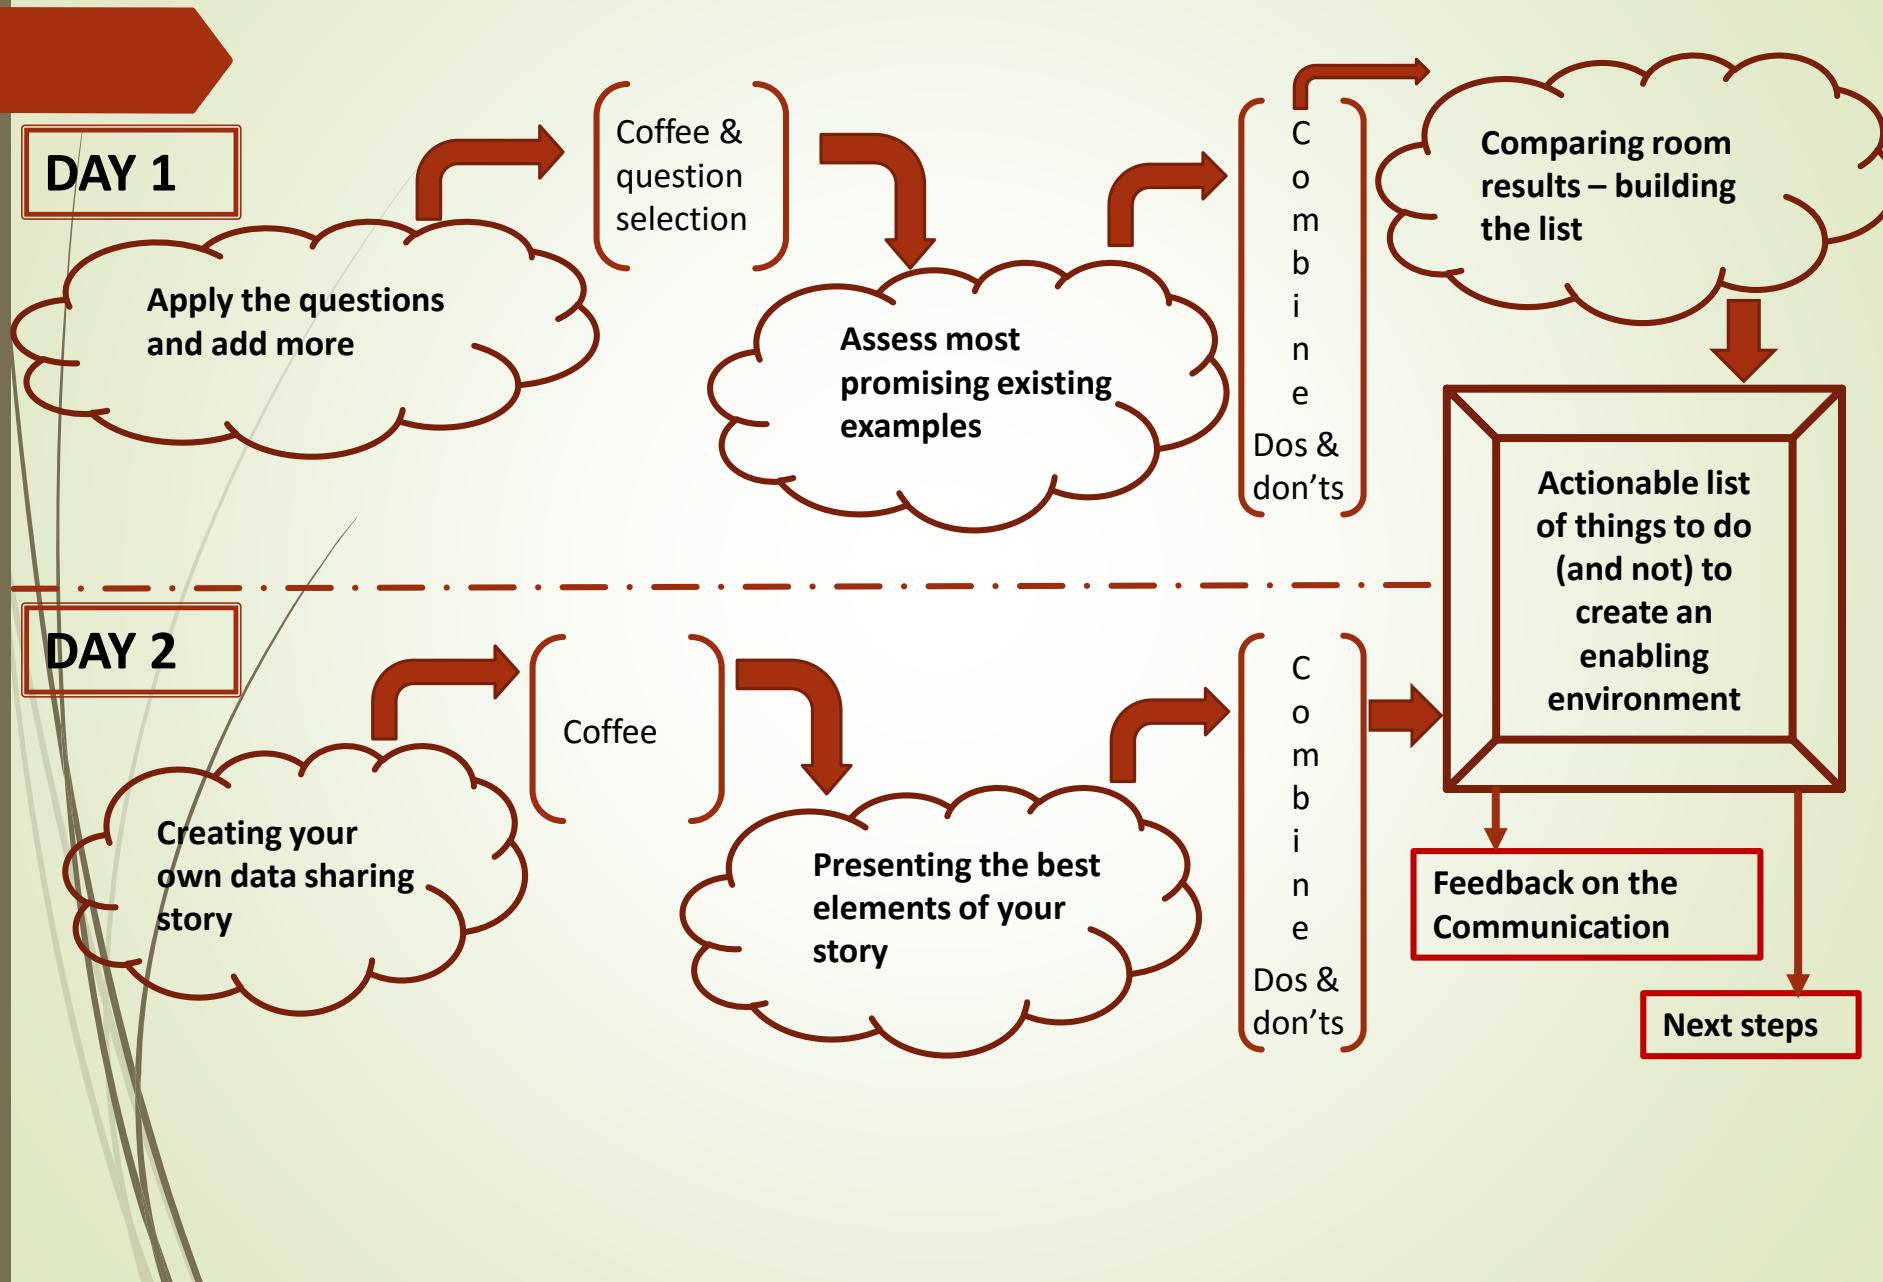 DAY 1
Apply the questions
and add more
Coffee &
question
selection
Assess most
promising existing
examples
C
o
m
b
i
n
e
Dos &
don’ts
Comparing room
results – building
the list
Actionable list
of things to do
(and not) to
create an
enabling
environment
DAY 2
Creating your
own data sharing
story
Coffee
Presenting the best
elements of your
story
C
o
m
b
i
n
e
Dos &
don’ts
Feedback on the
Communication
Next steps